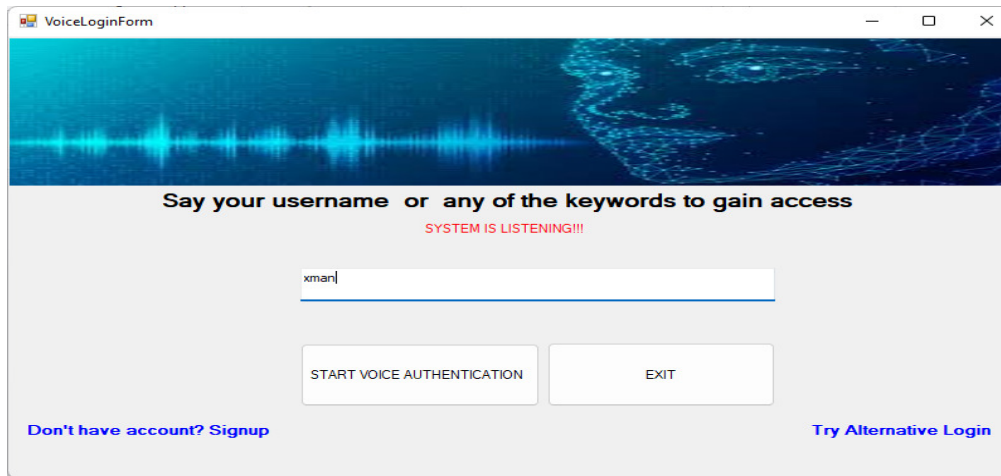 VoiceLoginForm
Say your username or any of the keywords to gain access
SYSTEM IS LISTENING!!!
xman
START VOICE AUTHENTICATION
EXIT
Don't have account? Signup
Try Alternative Login